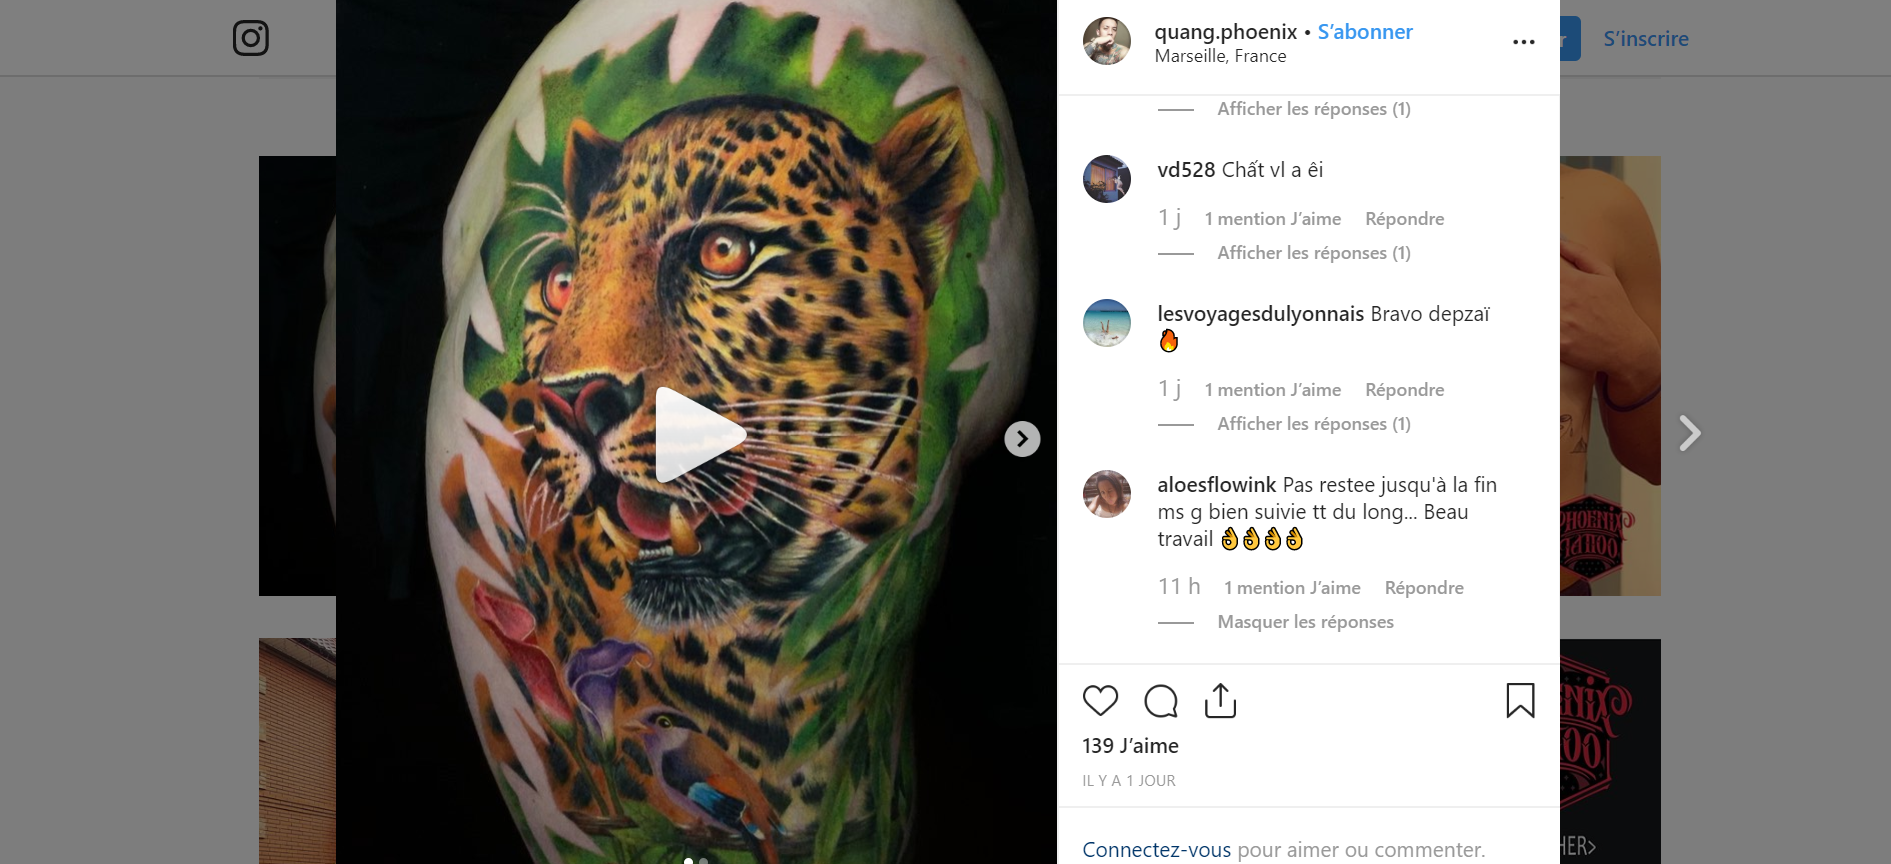 quang.phoenix • S'abonner
Marseille, France
S'inscrire
Afficher les réponses (1)
vd528 Chất vl a êi
1 j 1 mention J'aime Répondre
Afficher les réponses (1)
lesvoyagesdulyonnais Bravo depzaï
🔥
1 j 1 mention J'aime Répondre
Afficher les réponses (1)
aloesflowink Pas restee jusqu'à la fin
ms g bien suivie tt du long... Beau
travail 👌👌👌👌
11 h 1 mention J'aime Répondre
Masquer les réponses
PHOENIX
TATTOO
139 J'aime
IL Y A 1 JOUR
Connectez-vous pour aimer ou commenter.